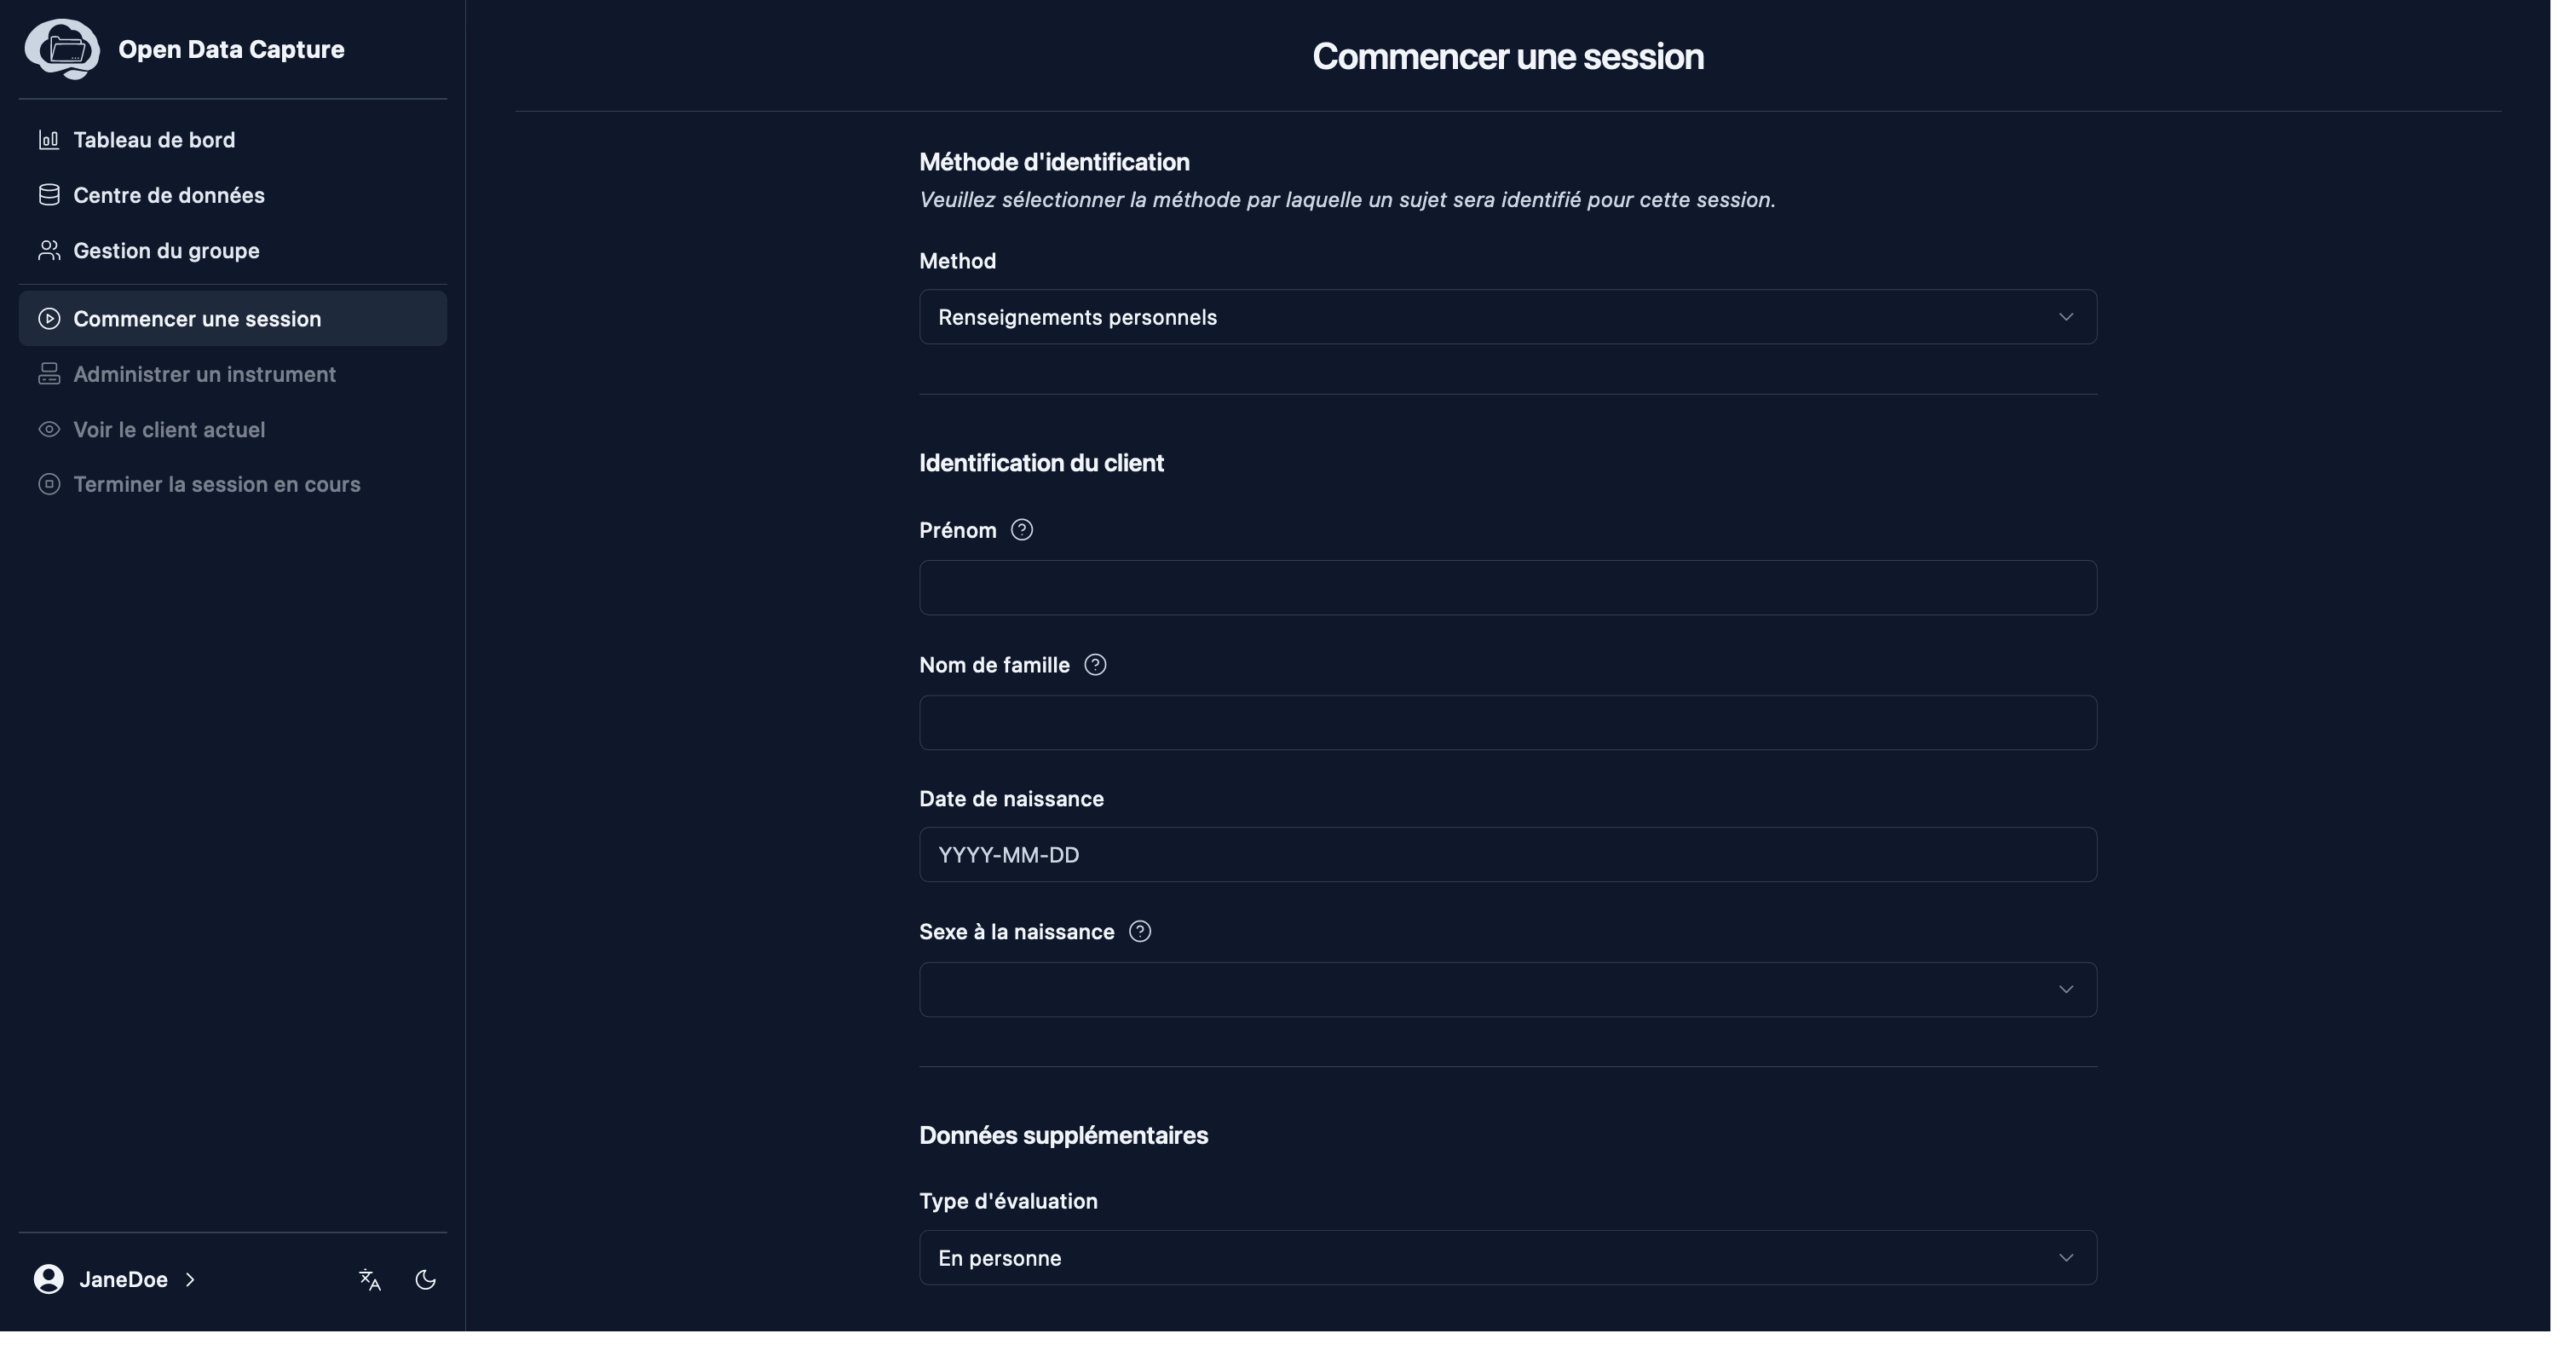 Open Data Capture
Tableau de bord
Centre de données
Gestion du groupe
Commencer une session
Administrer un instrument
Voir le client actuel
Terminer la session en cours
JaneDoe
Commencer une session
Méthode d'identification
Veuillez sélectionner la méthode par laquelle un sujet sera identifié pour cette session.
Method
Renseignements personnels
Identification du client
Prénom
Nom de famille
Date de naissance
YYYY-MM-DD
Sexe à la naissance
Données supplémentaires
Type d'évaluation
En personne